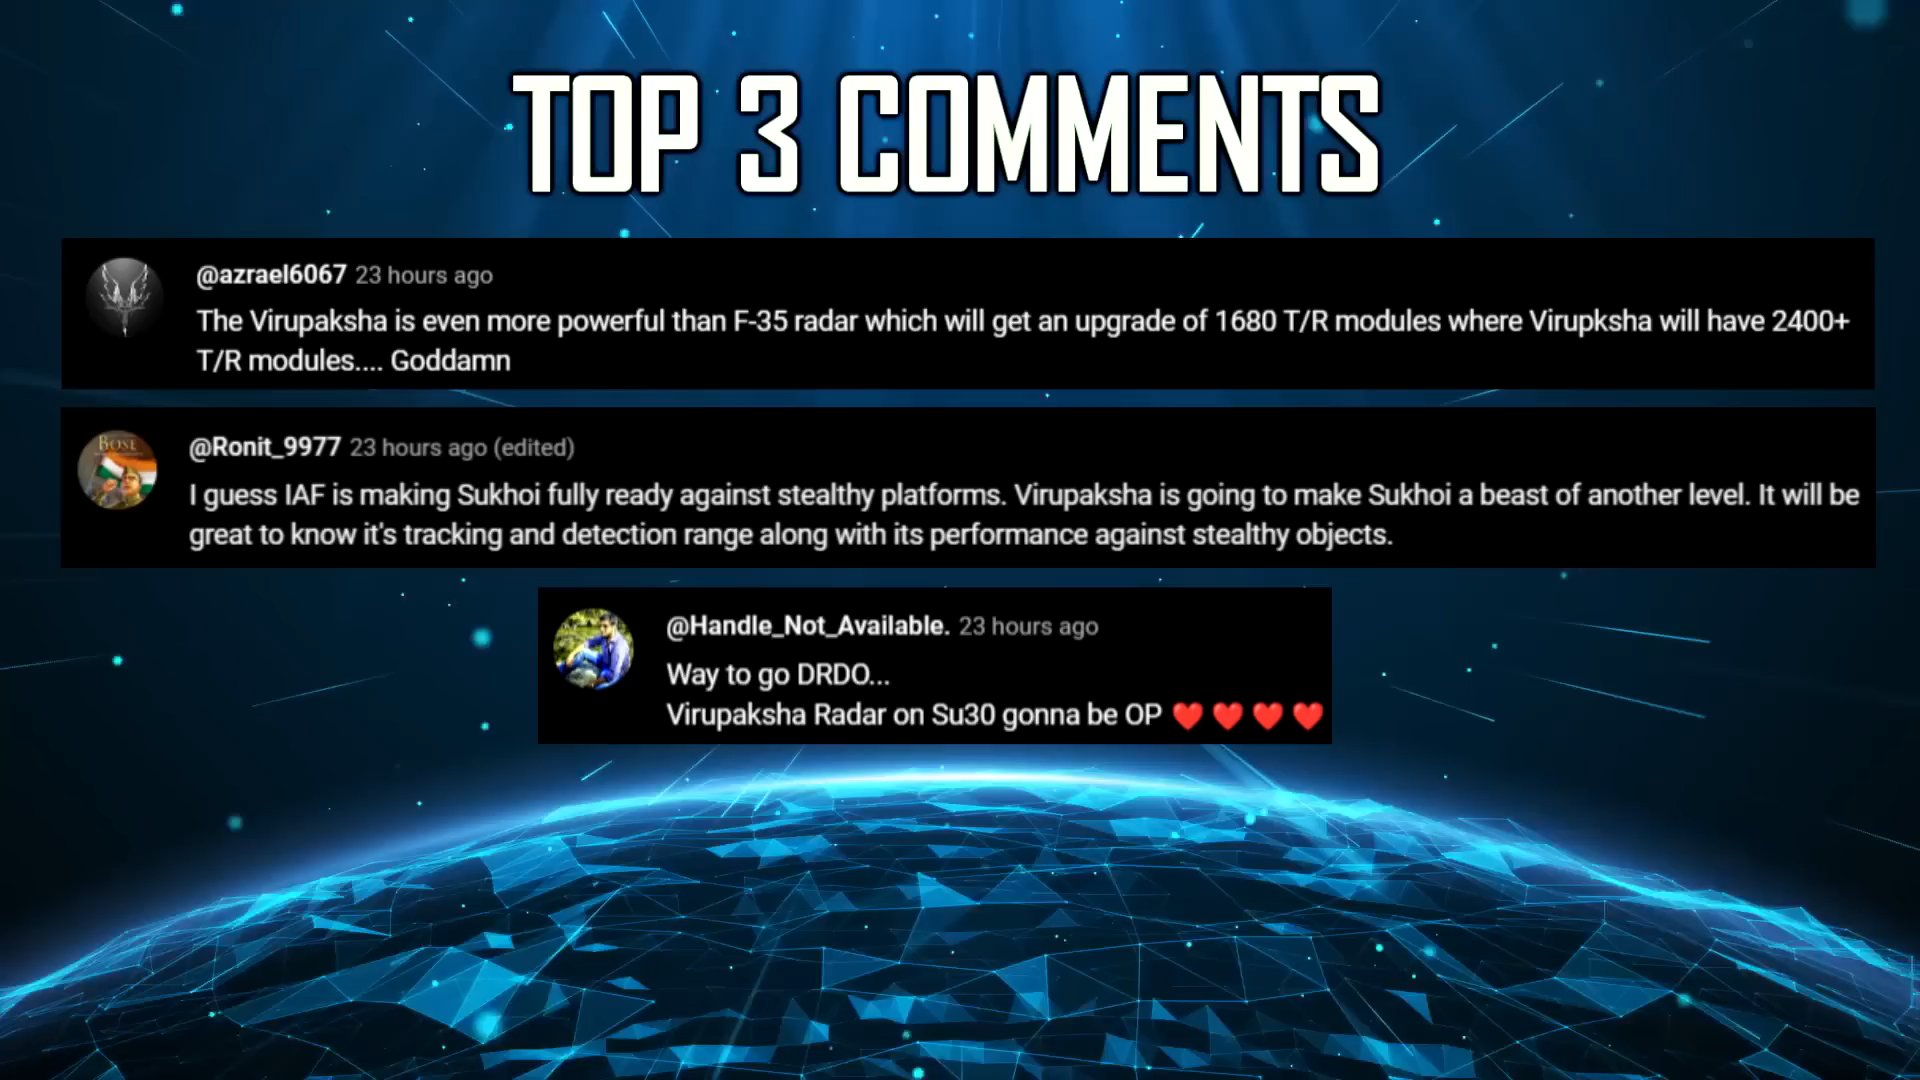 TOP 3 COMMENTS
@azrael6067 23 hours ago
The Virupaksha is even more powerful than F-35 radar which will get an upgrade of 1680 T/R modules where Virupksha will have 2400+
T/R modules.... Goddamn
BOSE
@Ronit_9977 23 hours ago (edited)
I guess IAF is making Sukhoi fully ready against stealthy platforms. Virupaksha is going to make Sukhoi a beast of another level. It will be
great to know it's tracking and detection range along with its performance against stealthy objects.
@Handle_Not_Available. 23 hours ago
Way to go DRDO...
Virupaksha Radar on Su30 gonna be OP ❤️❤️❤️❤️